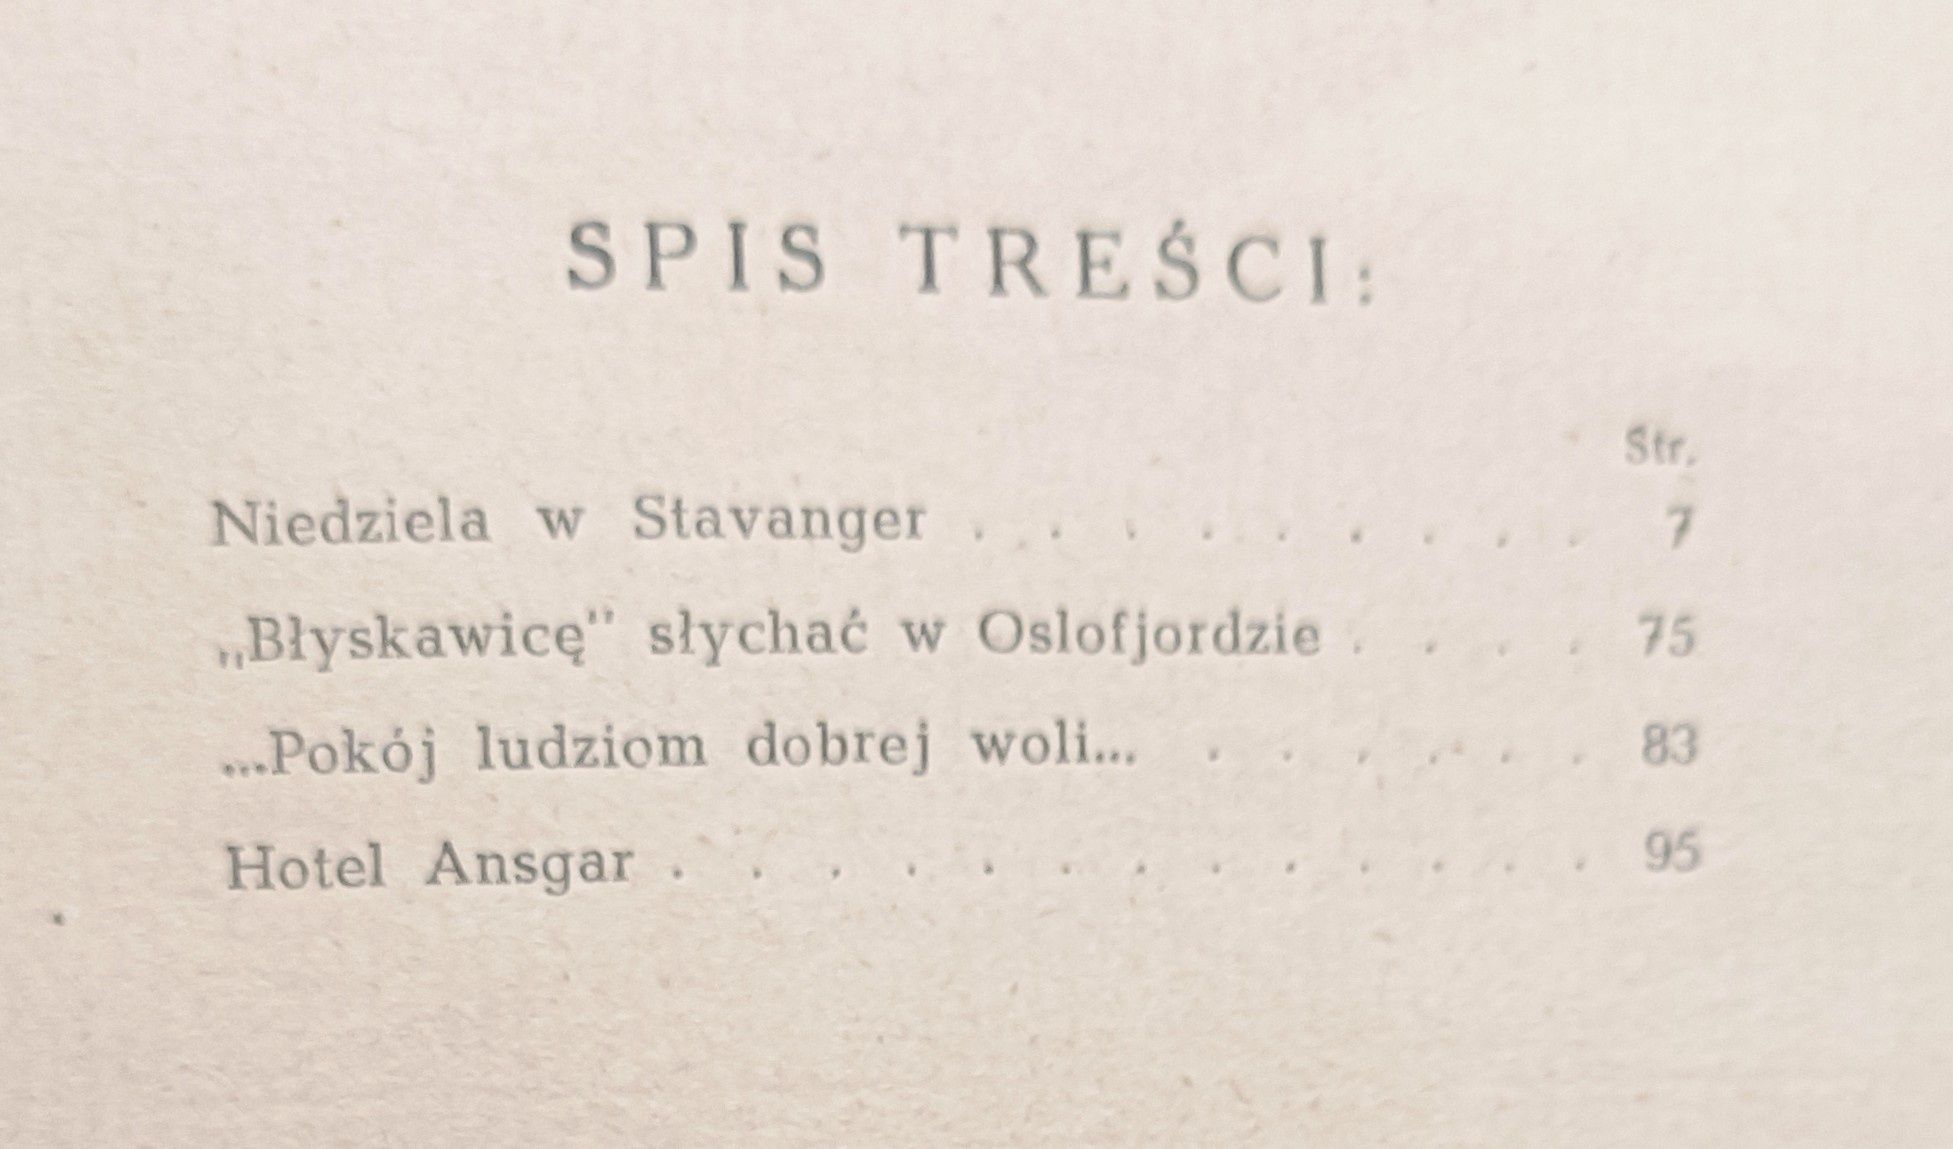 SPIS TREŚCI:
Str.
Niedziela w Stavanger . . . . . . . . . 7
„Błyskawicę" słychać w Oslofjordzie . . . . 75
...Pokój ludziom dobrej woli... . . . . . . 83
Hotel Ansgar . . . . . . . . . . . . . 95